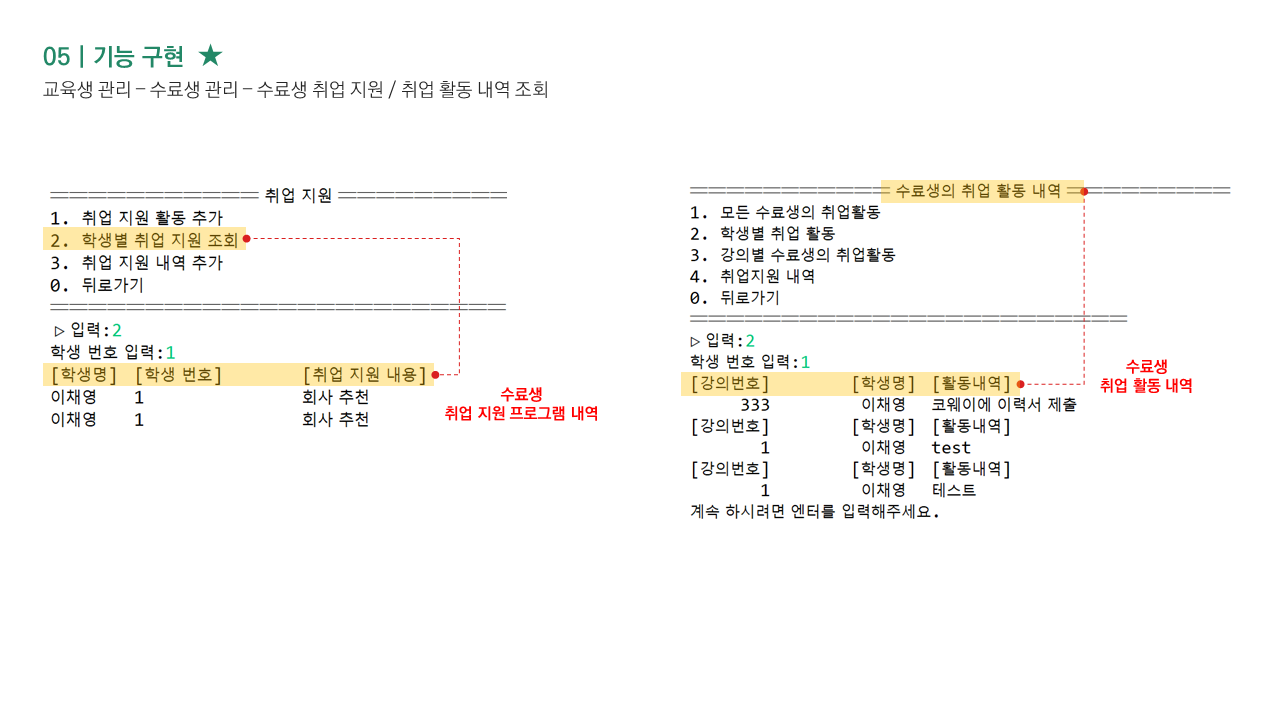 05 | 기능 구현 ★
교육생 관리 – 수료생 관리 – 수료생 취업 지원 / 취업 활동 내역 조회
====================== 취업 지원 ==================
1. 취업 지원 활동 추가
2. 학생별 취업 지원 조회
3. 취업 지원 내역 추가
0. 뒤로가기
================================================
▷ 입력:2
학생 번호 입력:1
[학생명] [학생 번호] [취업 지원 내용]
이채영 1 회사 추천
이채영 1 회사 추천
수료생
취업 지원 프로그램 내역
====================== 수료생의 취업 활동 내역 ==================
1. 모든 수료생의 취업활동
2. 학생별 취업 활동
3. 강의별 수료생의 취업활동
4. 취업지원 내역
0. 뒤로가기
================================================
▷ 입력:2
학생 번호 입력:1
[강의번호] [학생명] [활동내역]
333 이채영 코웨이에 이력서 제출
[강의번호] [학생명] [활동내역]
1 이채영 test
[강의번호] [학생명] [활동내역]
1 이채영 테스트
계속 하시려면 엔터를 입력해주세요.
수료생
취업 활동 내역